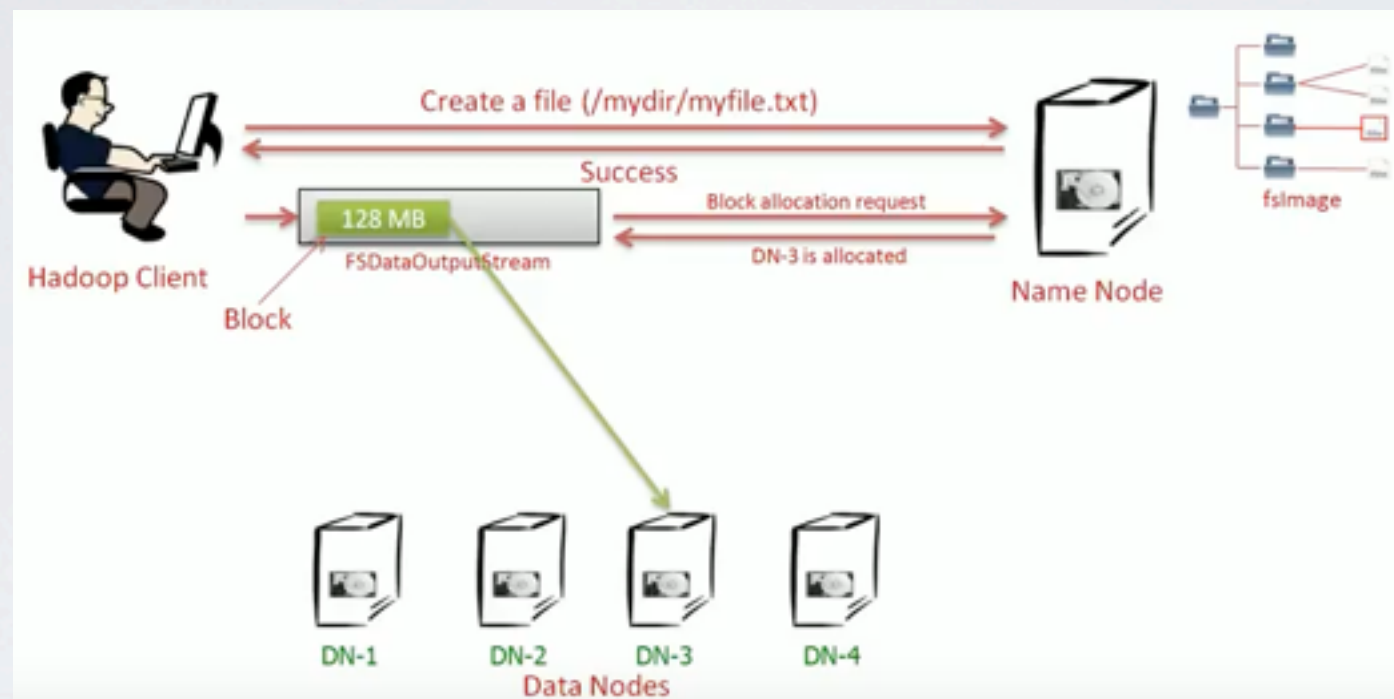 Create a file (/mydir/myfile.txt)
Success
128 MB
Block allocation request
fsImage
FSDataOutputStream
DN-3 is allocated
Hadoop Client
Name Node
Block
DN-1
DN-2
DN-3
DN-4
Data Nodes